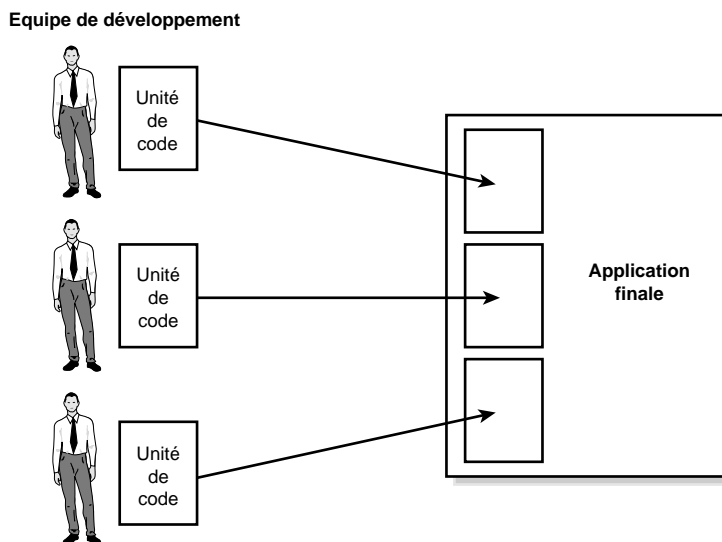 Equipe de développement
Unité
de
code
Unité
de
code
Unité
de
code
Application
finale